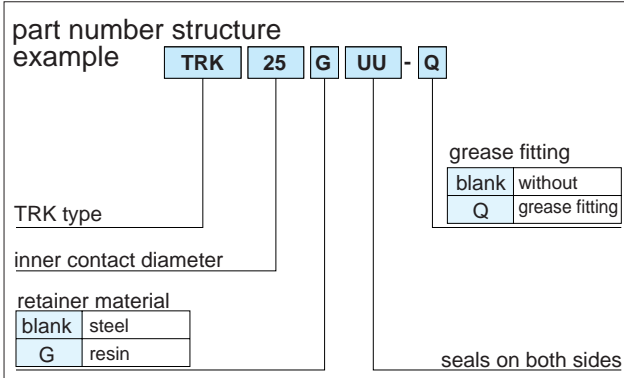 part number structure
example TRK 25 G UU - Q
grease fitting
blank without
Q grease fitting
TRK type
inner contact diameter
retainer material
blank steel
G resin
seals on both sides